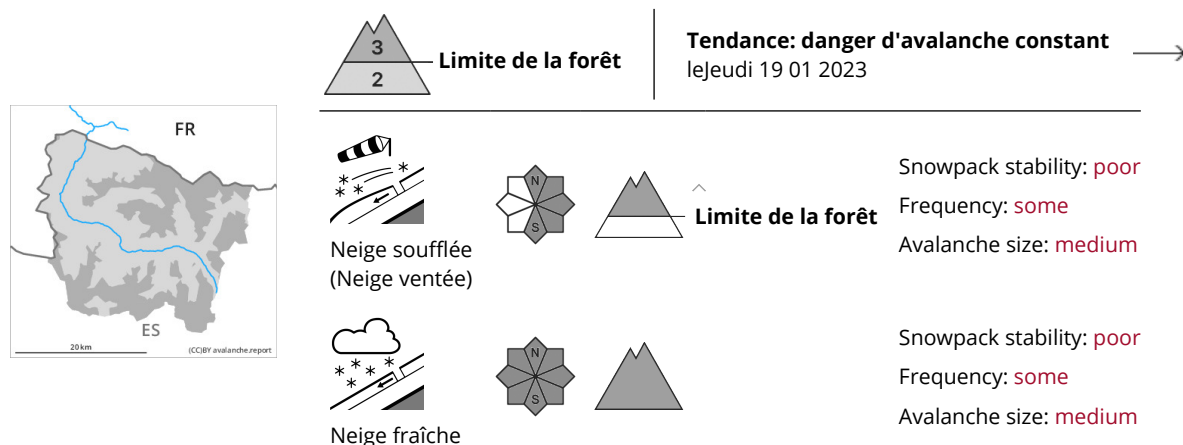 3
2
Limite de la forêt
Tendance: danger d'avalanche constant
leJeudi 19 01 2023
FR
ES
20 km
(CC)BY avalanche.report
N
S
Limite de la forêt
Neige soufflée
(Neige ventée)
Snowpack stability: poor
Frequency: some
Avalanche size: medium
N
S
Neige fraîche
Snowpack stability: poor
Frequency: some
Avalanche size: medium